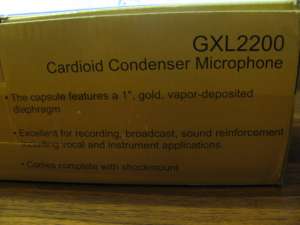 GXL2200
Cardioid Condenser Microphone
• The capsule features a 1", gold, vapor-deposited
diaphragm
• Excellent for recording, broadcast, sound reinforcement
including vocal and instrument applications.
• Comes complete with shockmount